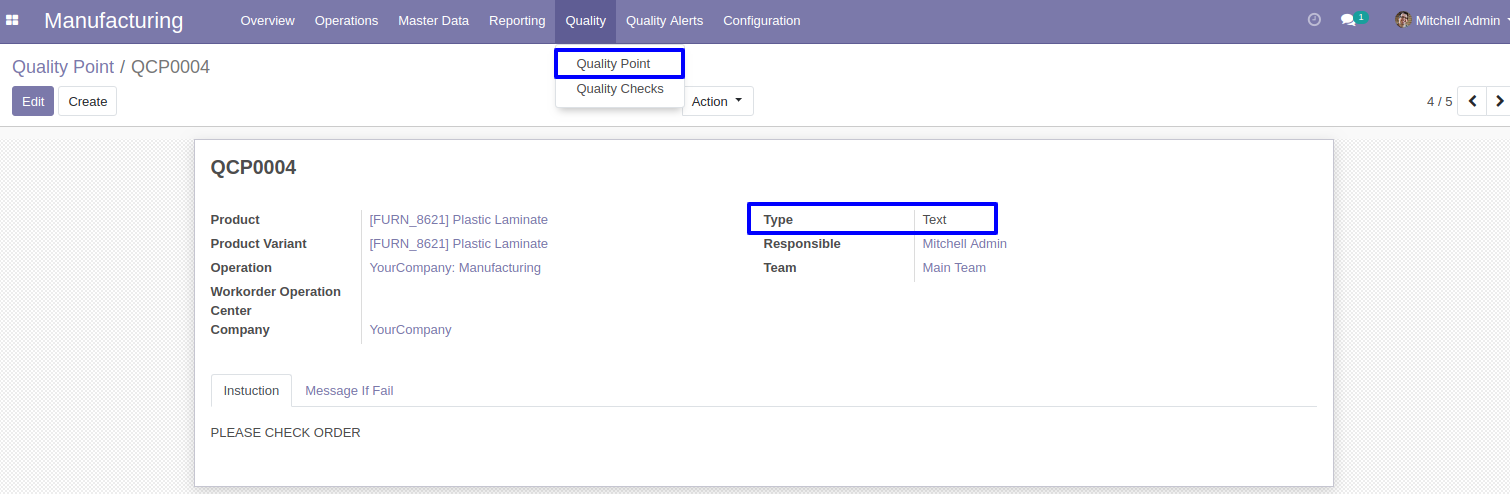 Manufacturing Overview Operations Master Data Reporting Quality Quality Alerts Configuration 1 Mitchell Admin
Quality Point / QCP0004
Quality Point
Quality Checks
Edit Create Action 4 / 5
QCP0004
Product [FURN_8621] Plastic Laminate Type Text
Product Variant [FURN_8621] Plastic Laminate Responsible Mitchell Admin
Operation YourCompany: Manufacturing Team Main Team
Workorder Operation
Center
Company YourCompany
Instuction Message If Fail
PLEASE CHECK ORDER